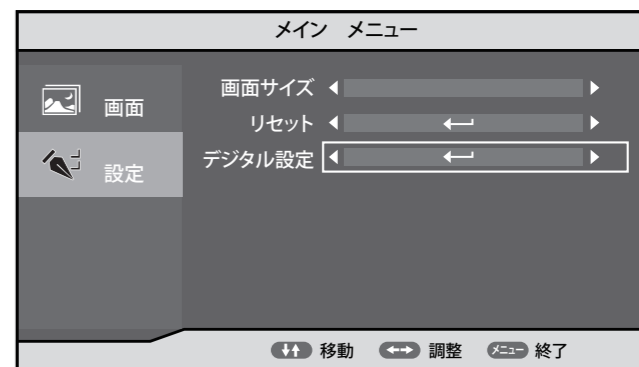 メイン メニュー
画面
設定
画面サイズ
リセット
デジタル設定
移動 調整 メニュー 終了